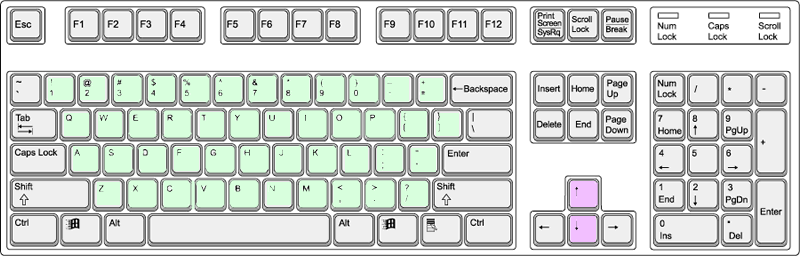 Esc F1 F2 F3 F4 F5 F6 F7 F8 F9 F10 F11 F12 Print Screen SysRq Scroll Lock Pause Break Num Lock Caps Lock Scroll Lock
~ ` ! 1 @ 2 # 3 $ 4 % 5 ^ 6 & 7 * 8 ( 9 ) 0 _ - + = ←Backspace Insert Home Page Up Num Lock / * -
Tab Q W E R T Y U I O P { [ } ] | \ Delete End Page Down 7 Home 8 ↑ 9 PgUp +
Caps Lock A S D F G H J K L : ; " ' Enter 4 ← 5 6 →
Shift Z X C V B N M < , > . ? / Shift ↑ 1 End 2 ↓ 3 PgDn Enter
Ctrl Alt Alt Ctrl ← ↓ → 0 Ins * Del